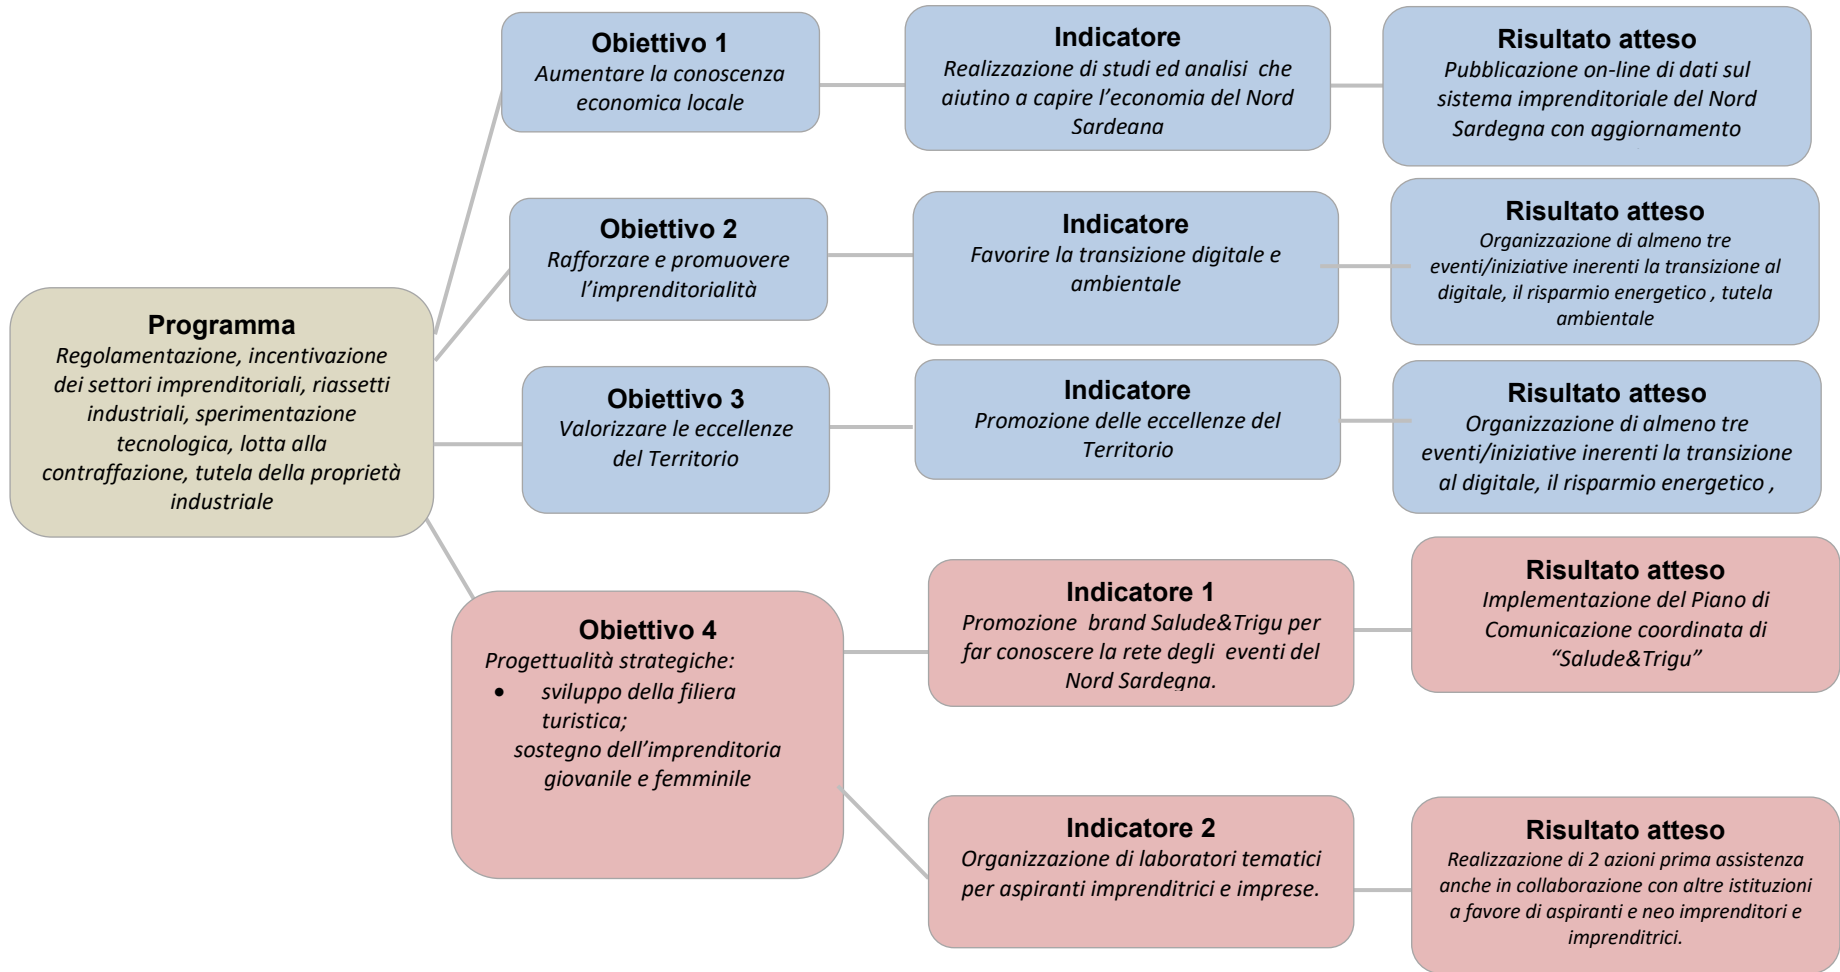 Programma
Regolamentazione, incentivazione
dei settori imprenditoriali, riassetti
industriali, sperimentazione
tecnologica, lotta alla
contraffazione, tutela della proprietà
industriale
Obiettivo 1
Aumentare la conoscenza
economica locale
Indicatore
Realizzazione di studi ed analisi che
aiutino a capire l’economia del Nord
Sardegna
Risultato atteso
Pubblicazione on-line di dati sul
sistema imprenditoriale del Nord
Sardegna con aggiornamento
Obiettivo 2
Rafforzare e promuovere
l’imprenditorialità
Indicatore
Favorire la transizione digitale e
ambientale
Risultato atteso
Organizzazione di almeno tre
eventi/iniziative inerenti la transizione al
digitale, il risparmio energetico , tutela
ambientale
Obiettivo 3
Valorizzare le eccellenze
del Territorio
Indicatore
Promozione delle eccellenze del
Territorio
Risultato atteso
Organizzazione di almeno tre
eventi/iniziative inerenti la transizione
al digitale, il risparmio energetico ,
Obiettivo 4
Progettualità strategiche:
• sviluppo della filiera
turistica;
sostegno dell’imprenditoria
giovanile e femminile
Indicatore 1
Promozione brand Salude&Trigu per
far conoscere la rete degli eventi del
Nord Sardegna.
Risultato atteso
Implementazione del Piano di
Comunicazione coordinata di
“Salude&Trigu”
Indicatore 2
Organizzazione di laboratori tematici
per aspiranti imprenditrici e imprese.
Risultato atteso
Realizzazione di 2 azioni prima assistenza
anche in collaborazione con altre istituzioni
a favore di aspiranti e neo imprenditori e
imprenditrici.